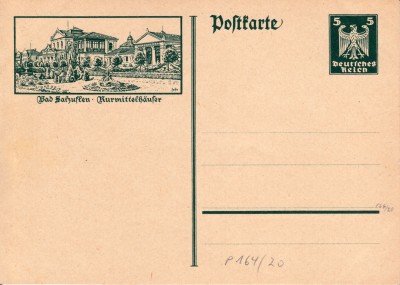 Postkarte
5 5
Deutsches
Reich
Bad Salzuflen · Kurmittelhäuser
P 164/20